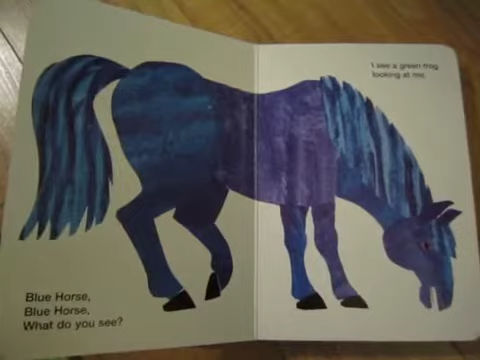 Blue Horse,
Blue Horse,
What do you see?
I see a green frog
looking at me.